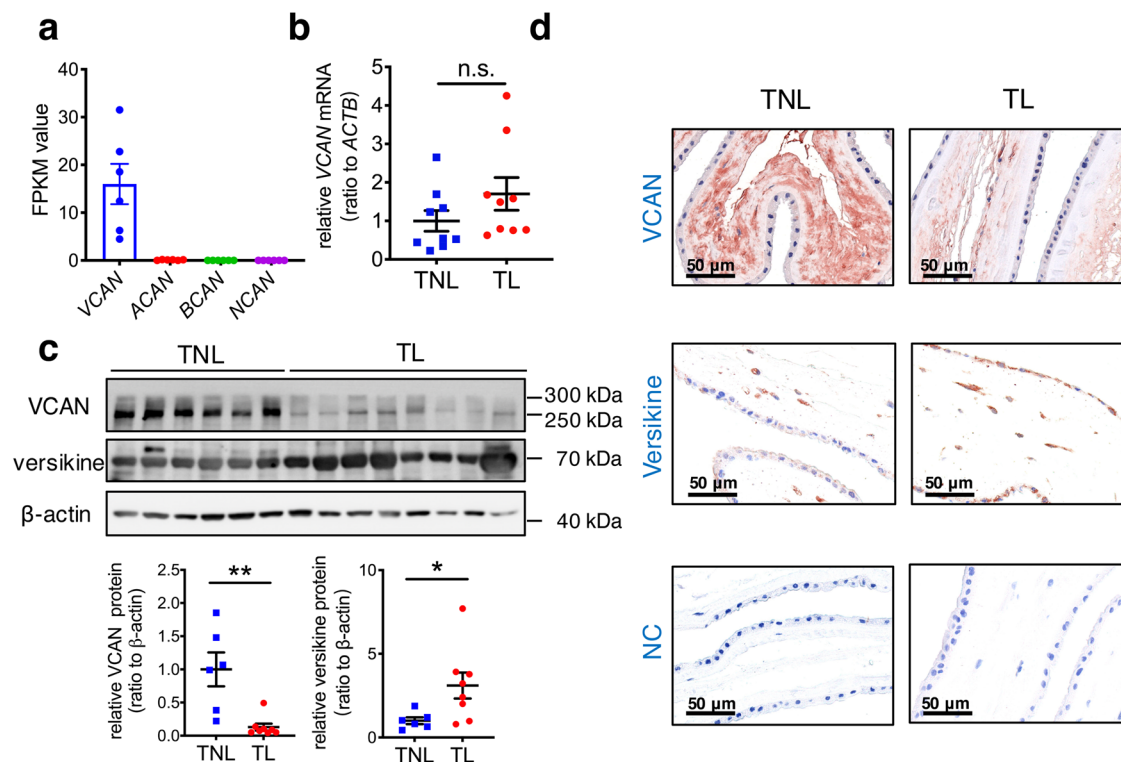 a
FPKM value
40
30
20
10
0
VCAN
ACAN
BCAN
NCAN
b
relative VCAN mRNA
(ratio to ACTB)
5
4
3
2
1
0
n.s.
TNL
TL
c
TNL
TL
VCAN
300 kDa
250 kDa
versikine
70 kDa
β-actin
40 kDa
relative VCAN protein
(ratio to β-actin)
2.5
2.0
1.5
1.0
0.5
0.0
**
TNL
TL
relative versikine protein
(ratio to β-actin)
10
5
0
*
TNL
TL
d
TNL
TL
VCAN
50 µm
50 µm
Versikine
50 µm
50 µm
NC
50 µm
50 µm